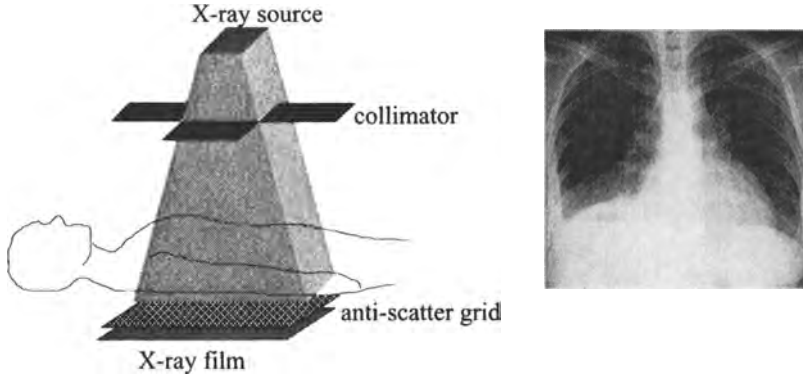 X-ray source
collimator
anti-scatter grid
X-ray film